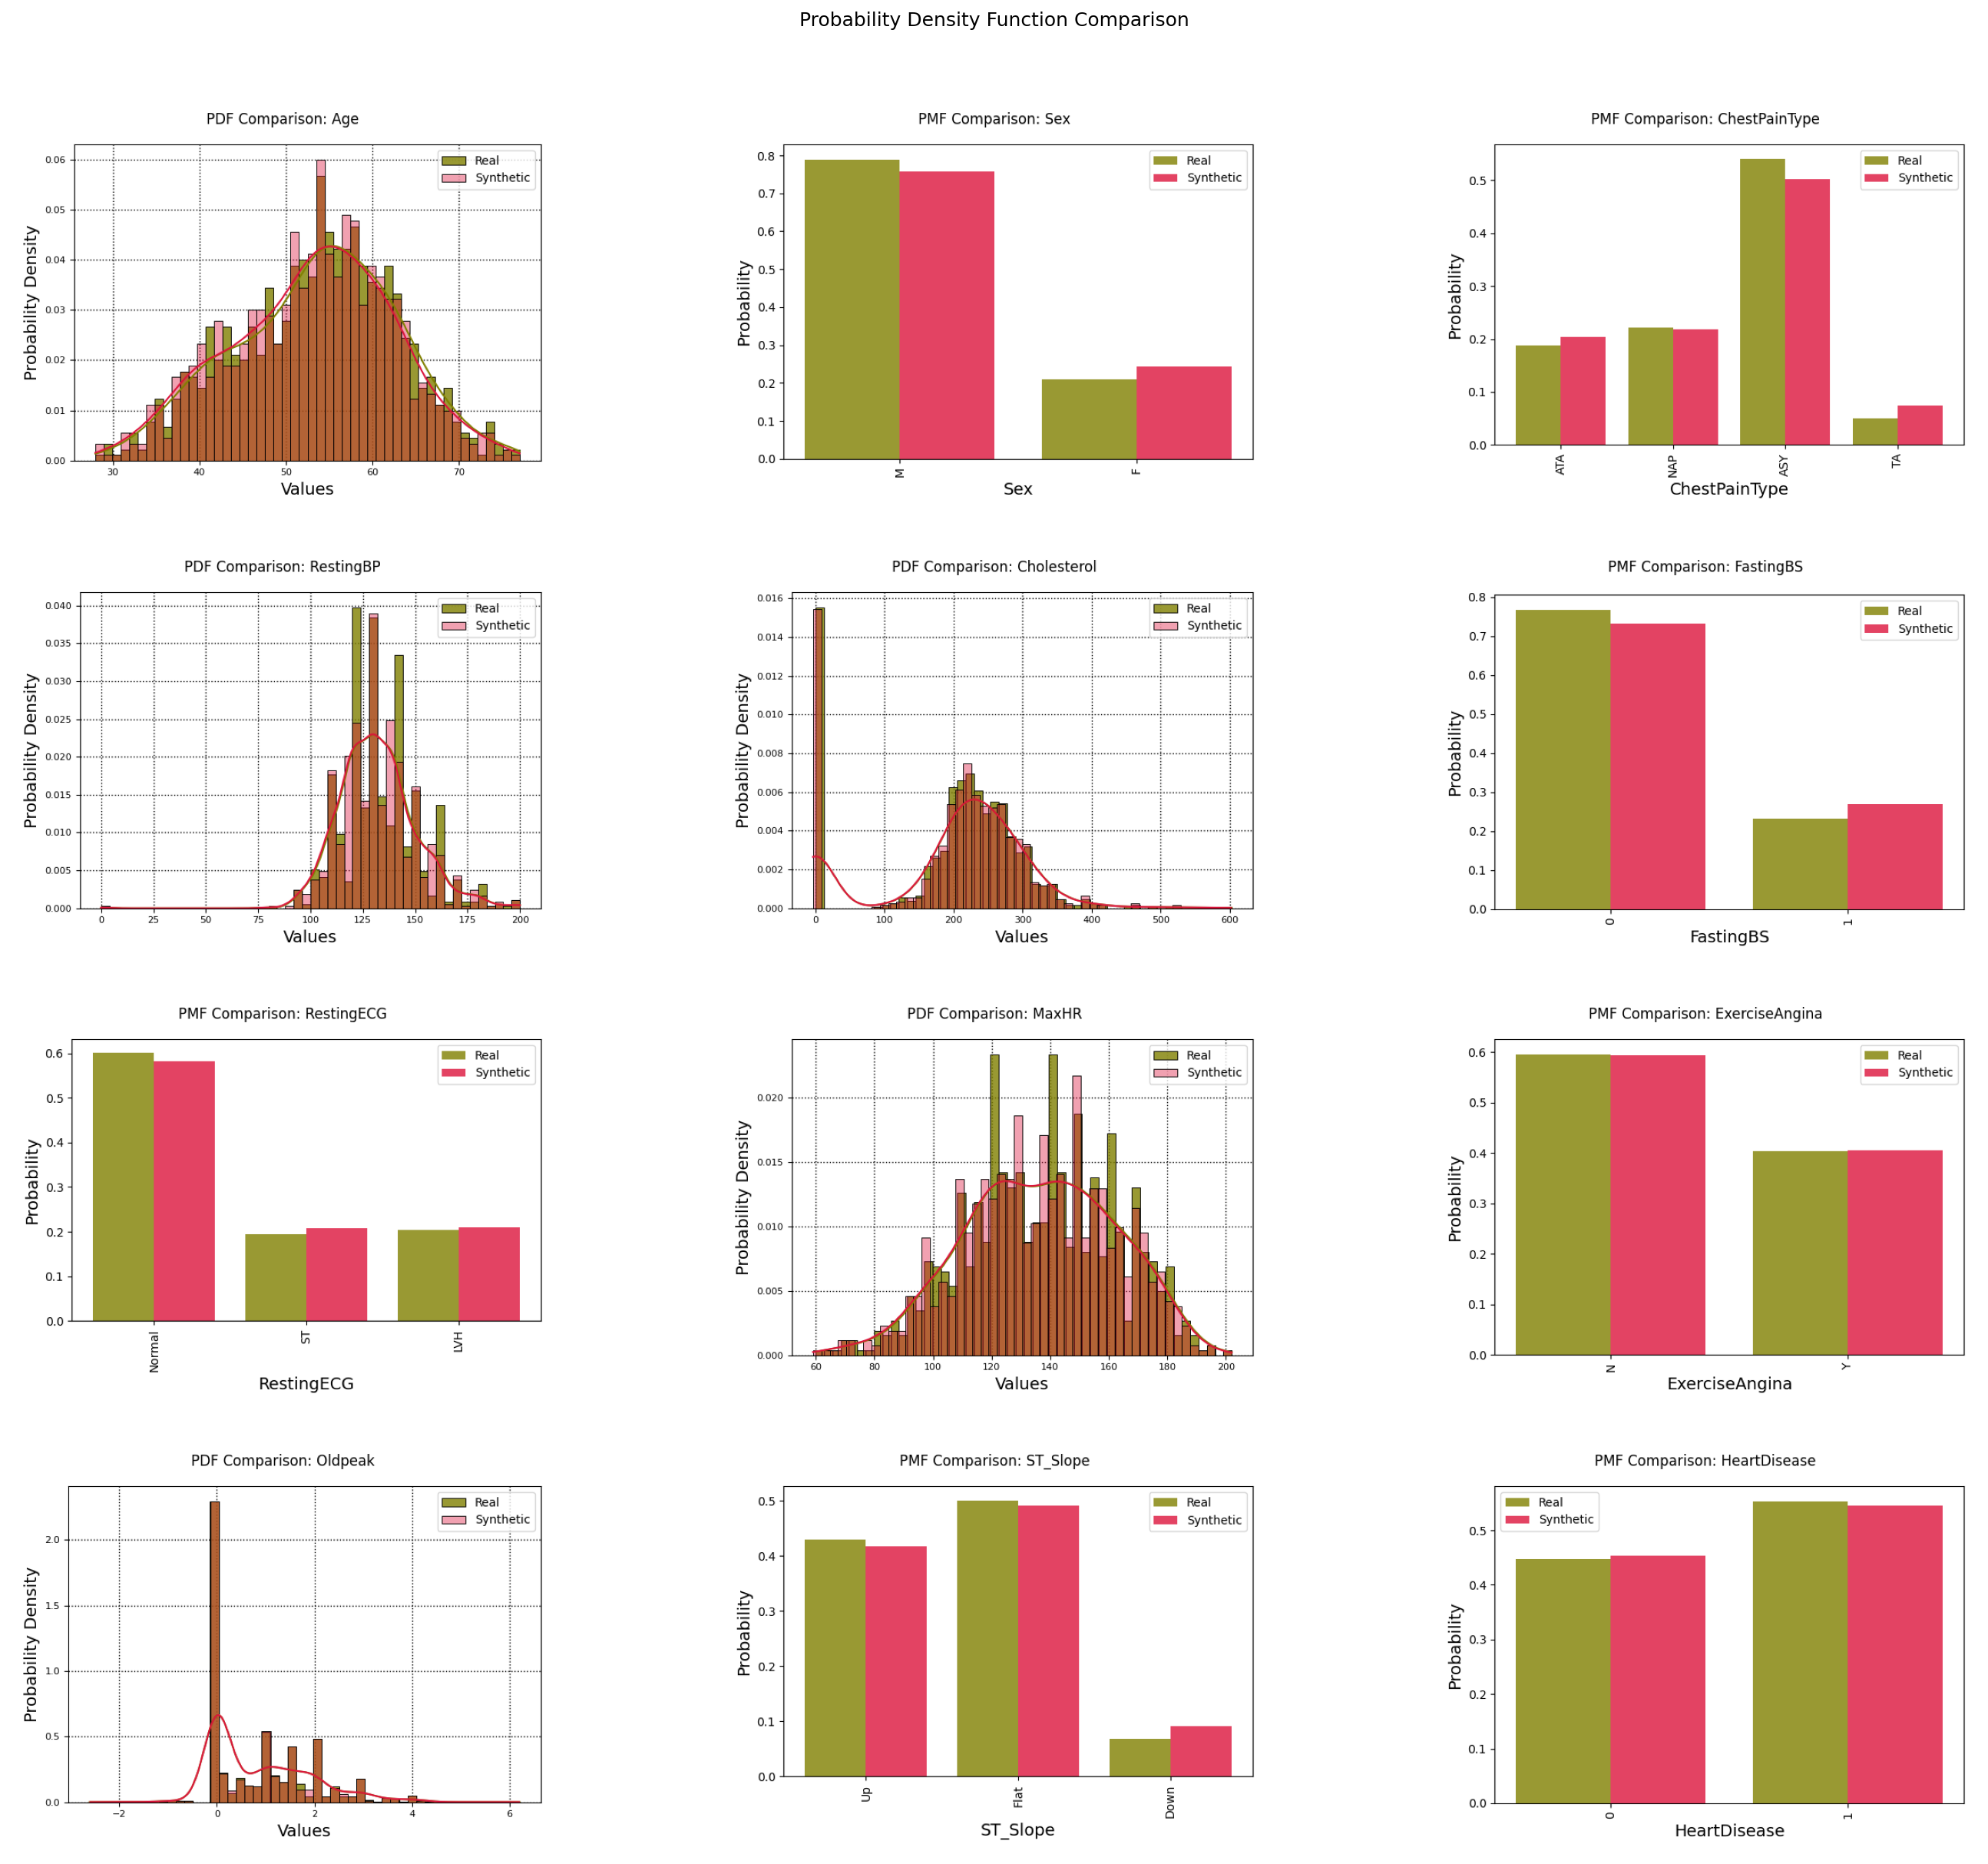 Probability Density Function Comparison
PDF Comparison: Age
Probability Density
0.06
0.05
0.04
0.03
0.02
0.01
0.00
30 40 50 60 70
Values
Real
Synthetic
PMF Comparison: Sex
Probability
0.8
0.7
0.6
0.5
0.4
0.3
0.2
0.1
0.0
M F
Sex
Real
Synthetic
PMF Comparison: ChestPainType
Probability
0.5
0.4
0.3
0.2
0.1
0.0
ATA NAP ASY TA
ChestPainType
Real
Synthetic
PDF Comparison: RestingBP
Probability Density
0.040
0.035
0.030
0.025
0.020
0.015
0.010
0.005
0.000
0 25 50 75 100 125 150 175 200
Values
Real
Synthetic
PDF Comparison: Cholesterol
Probability Density
0.016
0.014
0.012
0.010
0.008
0.006
0.004
0.002
0.000
0 100 200 300 400 500 600
Values
Real
Synthetic
PMF Comparison: FastingBS
Probability
0.8
0.7
0.6
0.5
0.4
0.3
0.2
0.1
0.0
0 1
FastingBS
Real
Synthetic
PMF Comparison: RestingECG
Probability
0.6
0.5
0.4
0.3
0.2
0.1
0.0
Normal ST LVH
RestingECG
Real
Synthetic
PDF Comparison: MaxHR
Probability Density
0.020
0.015
0.010
0.005
0.000
60 80 100 120 140 160 180 200
Values
Real
Synthetic
PMF Comparison: ExerciseAngina
Probability
0.6
0.5
0.4
0.3
0.2
0.1
0.0
N Y
ExerciseAngina
Real
Synthetic
PDF Comparison: Oldpeak
Probability Density
2.0
1.5
1.0
0.5
0.0
−2 0 2 4 6
Values
Real
Synthetic
PMF Comparison: ST_Slope
Probability
0.5
0.4
0.3
0.2
0.1
0.0
Up Flat Down
ST_Slope
Real
Synthetic
PMF Comparison: HeartDisease
Probability
0.5
0.4
0.3
0.2
0.1
0.0
0 1
HeartDisease
Real
Synthetic